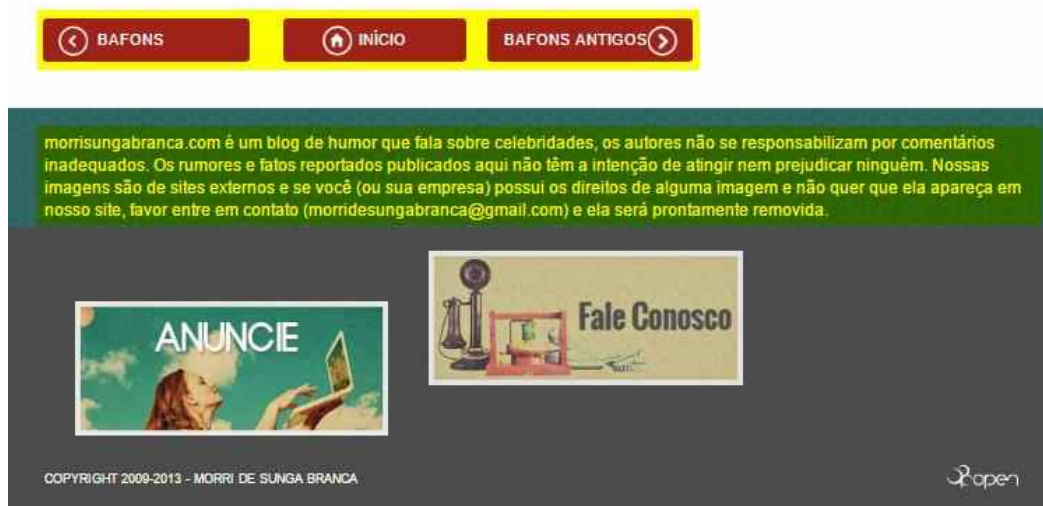 BAFONS
INÍCIO
BAFONS ANTIGOS
morrisungabranca.com é um blog de humor que fala sobre celebridades, os autores não se responsabilizam por comentários
inadequados. Os rumores e fatos reportados publicados aqui não têm a intenção de atingir nem prejudicar ninguém. Nossas
imagens são de sites externos e se você (ou sua empresa) possui os direitos de alguma imagem e não quer que ela apareça em
nosso site, favor entre em contato (morridesungabranca@gmail.com) e ela será prontamente removida.
ANUNCIE
Fale Conosco
COPYRIGHT 2009-2013 - MORRI DE SUNGA BRANCA
open